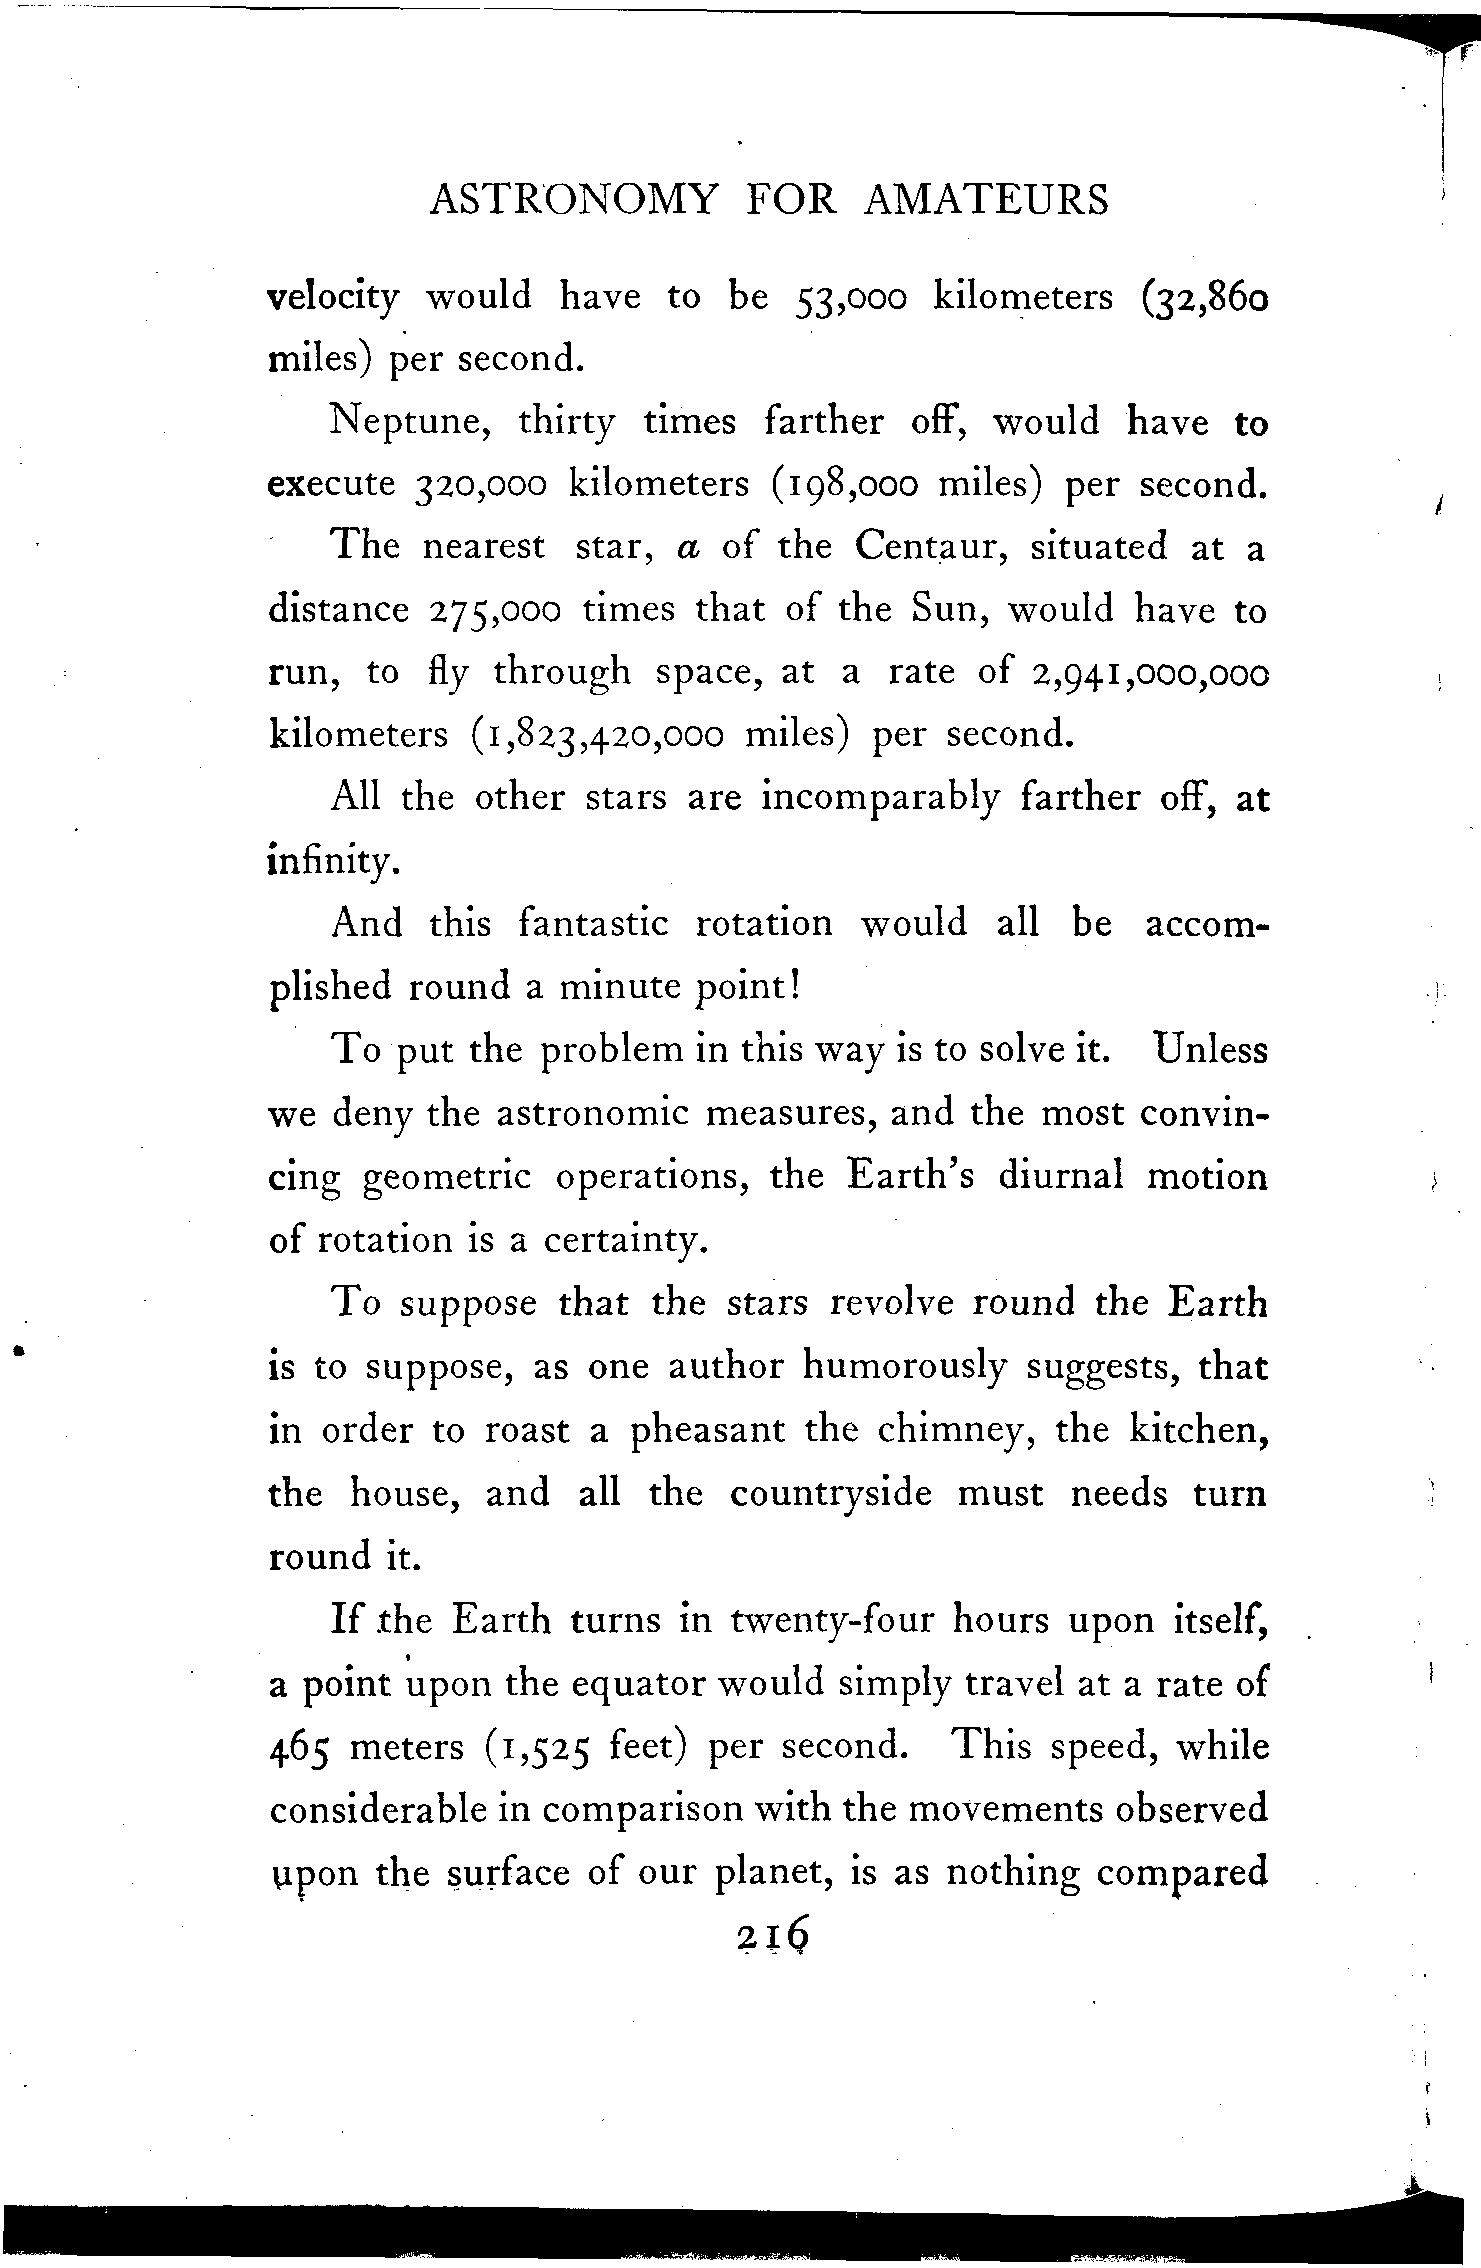 ASTRONOMY FOR AMATEURS
velocity would have to be 53,000 kilometers (32,860
miles) per second.
Neptune, thirty times farther off, would have to
execute 320,000 kilometers (198,000 miles) per second.
The nearest star, α of the Centaur, situated at a
distance 275,000 times that of the Sun, would have to
run, to fly through space, at a rate of 2,941,000,000
kilometers (1,823,420,000 miles) per second.
All the other stars are incomparably farther off, at
infinity.
And this fantastic rotation would all be accom-
plished round a minute point!
To put the problem in this way is to solve it. Unless
we deny the astronomic measures, and the most convin-
cing geometric operations, the Earth's diurnal motion
of rotation is a certainty.
To suppose that the stars revolve round the Earth
is to suppose, as one author humorously suggests, that
in order to roast a pheasant the chimney, the kitchen,
the house, and all the countryside must needs turn
round it.
If the Earth turns in twenty-four hours upon itself,
a point upon the equator would simply travel at a rate of
465 meters (1,525 feet) per second. This speed, while
considerable in comparison with the movements observed
upon the surface of our planet, is as nothing compared
216